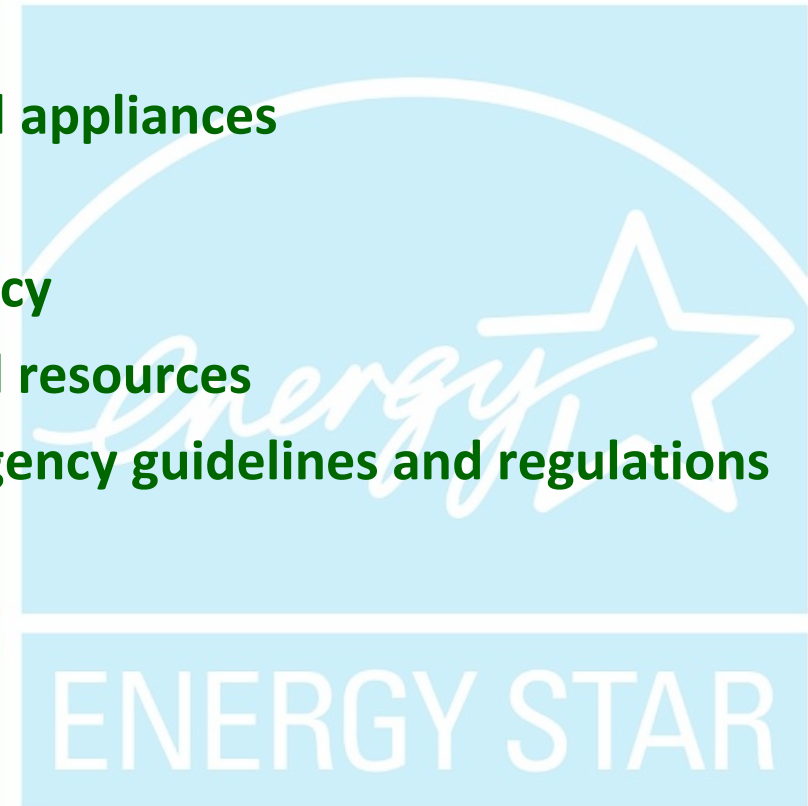 appliances
cy
resources
gency guidelines and regulations
energy
ENERGY STAR